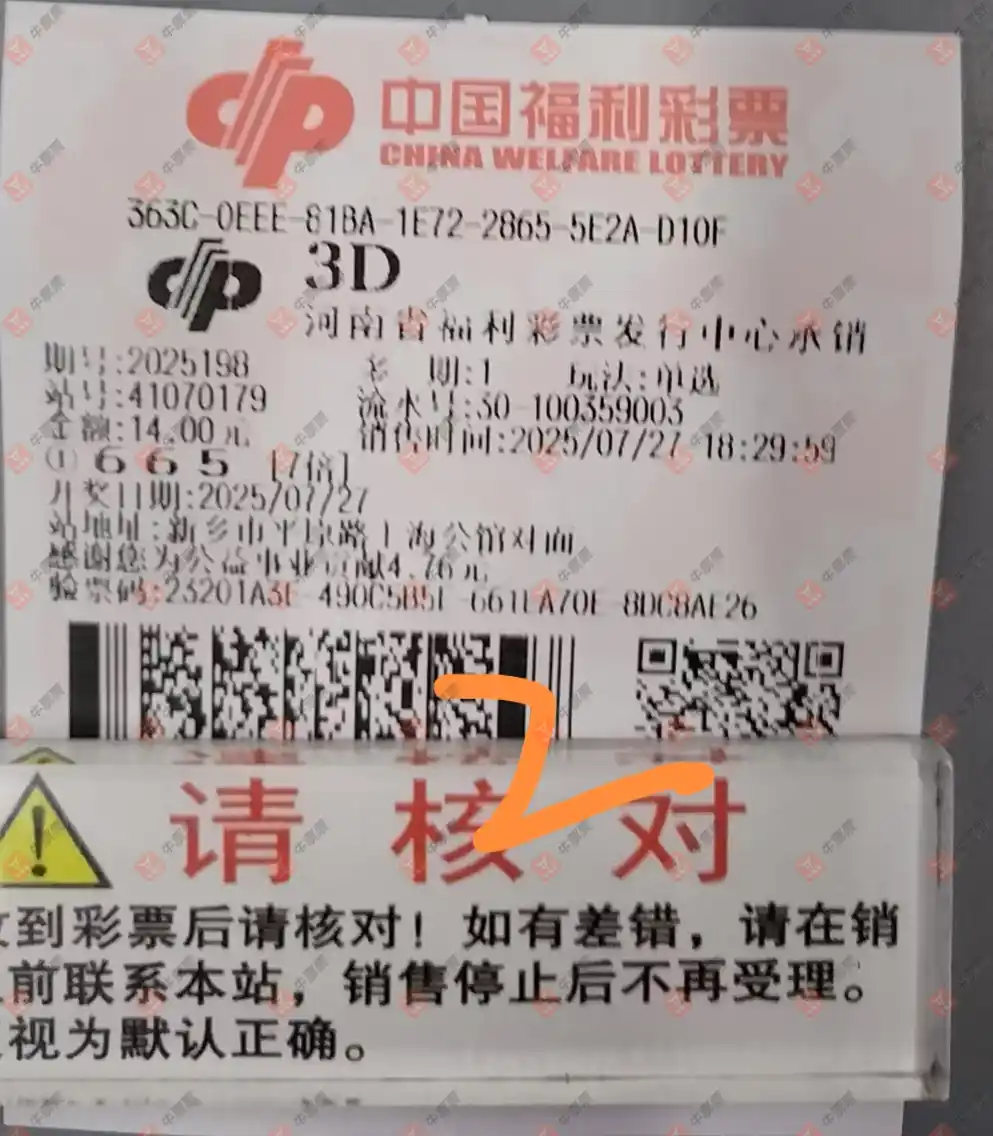 中国福利彩票
CHINA WELFARE LOTTERY
363C-0EEE-81BA-1E72-2865-5E2A-D10F
3D
河南省福利彩票发行中心承销
期号:2025198 多 期:1 玩法:单选
站号:41070179 流水号:30-100359003
金额:14.00元 销售时间:2025/07/27 18:29:59
① 6 6 5 [7倍]
开奖日期:2025/07/27
站地址:新乡市平原路上海公馆对面
感谢您为公益事业贡献4.76元
验票码:23201A3E-490C5B5F-661EA70E-8DC8AE26
2
请核对
到彩票后请核对！如有差错，请在销
前联系本站，销售停止后不再受理。
视为默认正确。